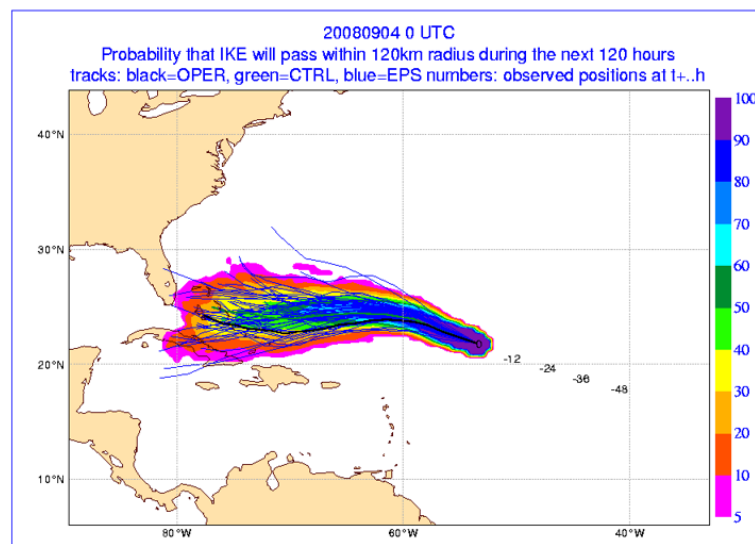 20080904 0 UTC
Probability that IKE will pass within 120km radius during the next 120 hours
tracks: black=OPER, green=CTRL, blue=EPS numbers: observed positions at t+..h
100
90
80
70
60
50
40
30
20
10
5
40°N
30°N
20°N
10°N
0
-12
-24
-36
-48
80°W
60°W
40°W